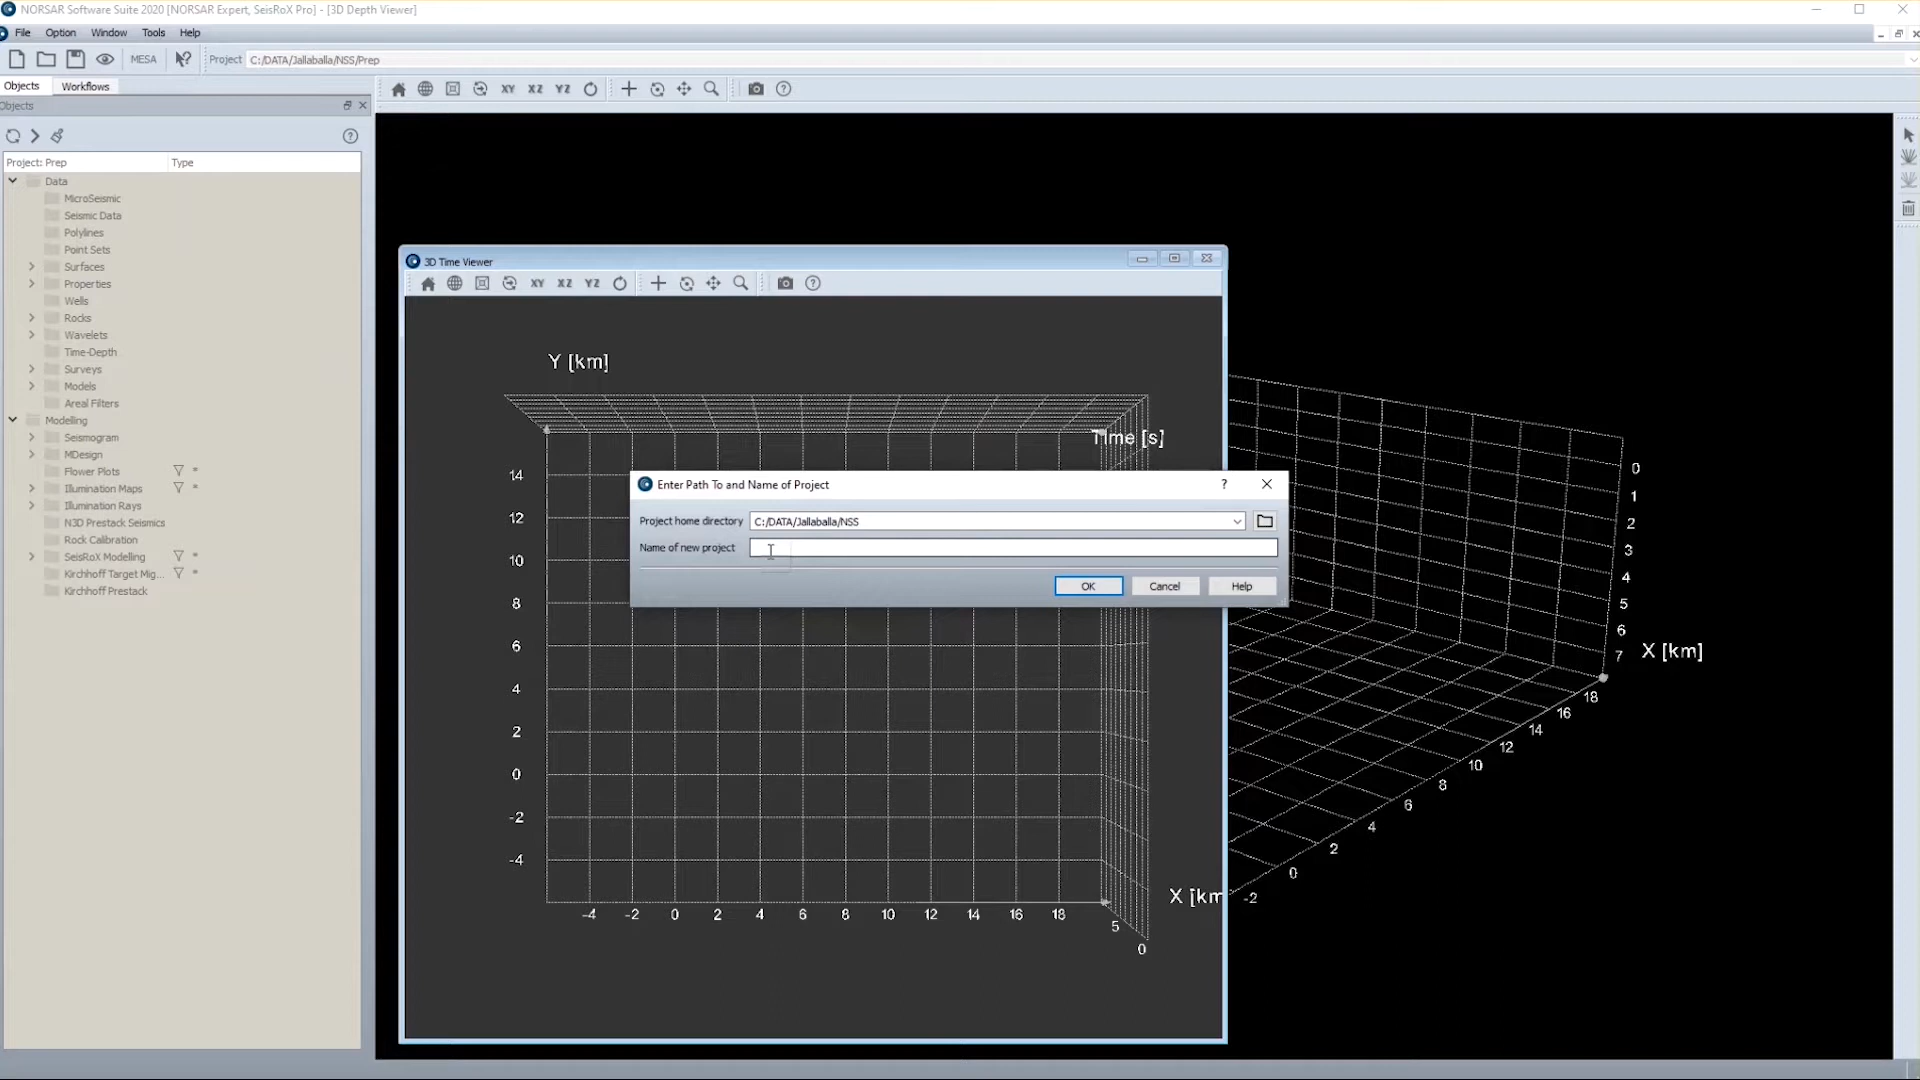 NORSAR Software Suite 2020 [NORSAR Expert, SeisRoX Pro] - [3D Depth Viewer]
File Option Window Tools Help
MESA Project C:/DATA/Jallaballa/NSS/Prep
Objects Workflows
XY XZ YZ
Objects
Project: Prep Type
Data
MicroSeismic
Seismic Data
Polylines
Point Sets
Surfaces
Properties
Wells
Rocks
Wavelets
Time-Depth
Surveys
Models
Areal Filters
Modelling
Seismogram
MDesign
Flower Plots *
Illumination Maps *
Illumination Rays
N3D Prestack Seismics
Rock Calibration
SeisRoX Modelling *
Kirchhoff Target Mig... *
Kirchhoff Prestack
3D Time Viewer
XY XZ YZ
Y [km]
Time [s]
14
12
10
8
6
4
2
0
-2
-4
-4 -2 0 2 4 6 8 10 12 14 16 18
5
0
X [km
Enter Path To and Name of Project
Project home directory C:/DATA/Jallaballa/NSS
Name of new project
OK Cancel Help
0
1
2
3
4
5
6
7
X [km]
18
16
14
12
10
8
6
4
2
0
-2